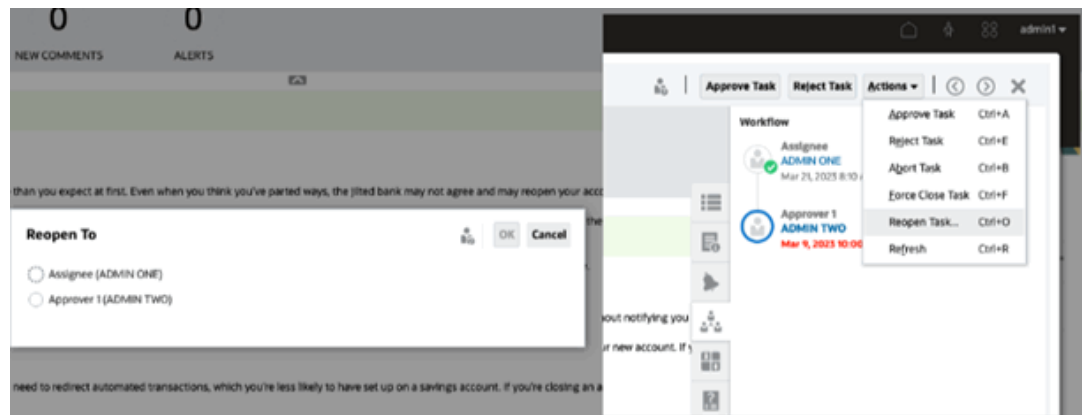 0 0
NEW COMMENTS ALERTS
than you expect at first. Even when you think you've parted ways, the jilted bank may not agree and may reopen your acco
the
Reopen To OK Cancel
Assignee (ADMIN ONE)
Approver 1 (ADMIN TWO)
need to redirect automated transactions, which you're less likely to have set up on a savings account. If you're closing an a
admin1
Approve Task Reject Task Actions
Workflow
Assignee
ADMIN ONE
Mar 21, 2023 8:10
Approver 1
ADMIN TWO
Mar 9, 2023 10:00
Approve Task Ctrl+A
Reject Task Ctrl+E
Abort Task Ctrl+B
Force Close Task Ctrl+F
Reopen Task... Ctrl+O
Refresh Ctrl+R
out notifying you
r new account. If y